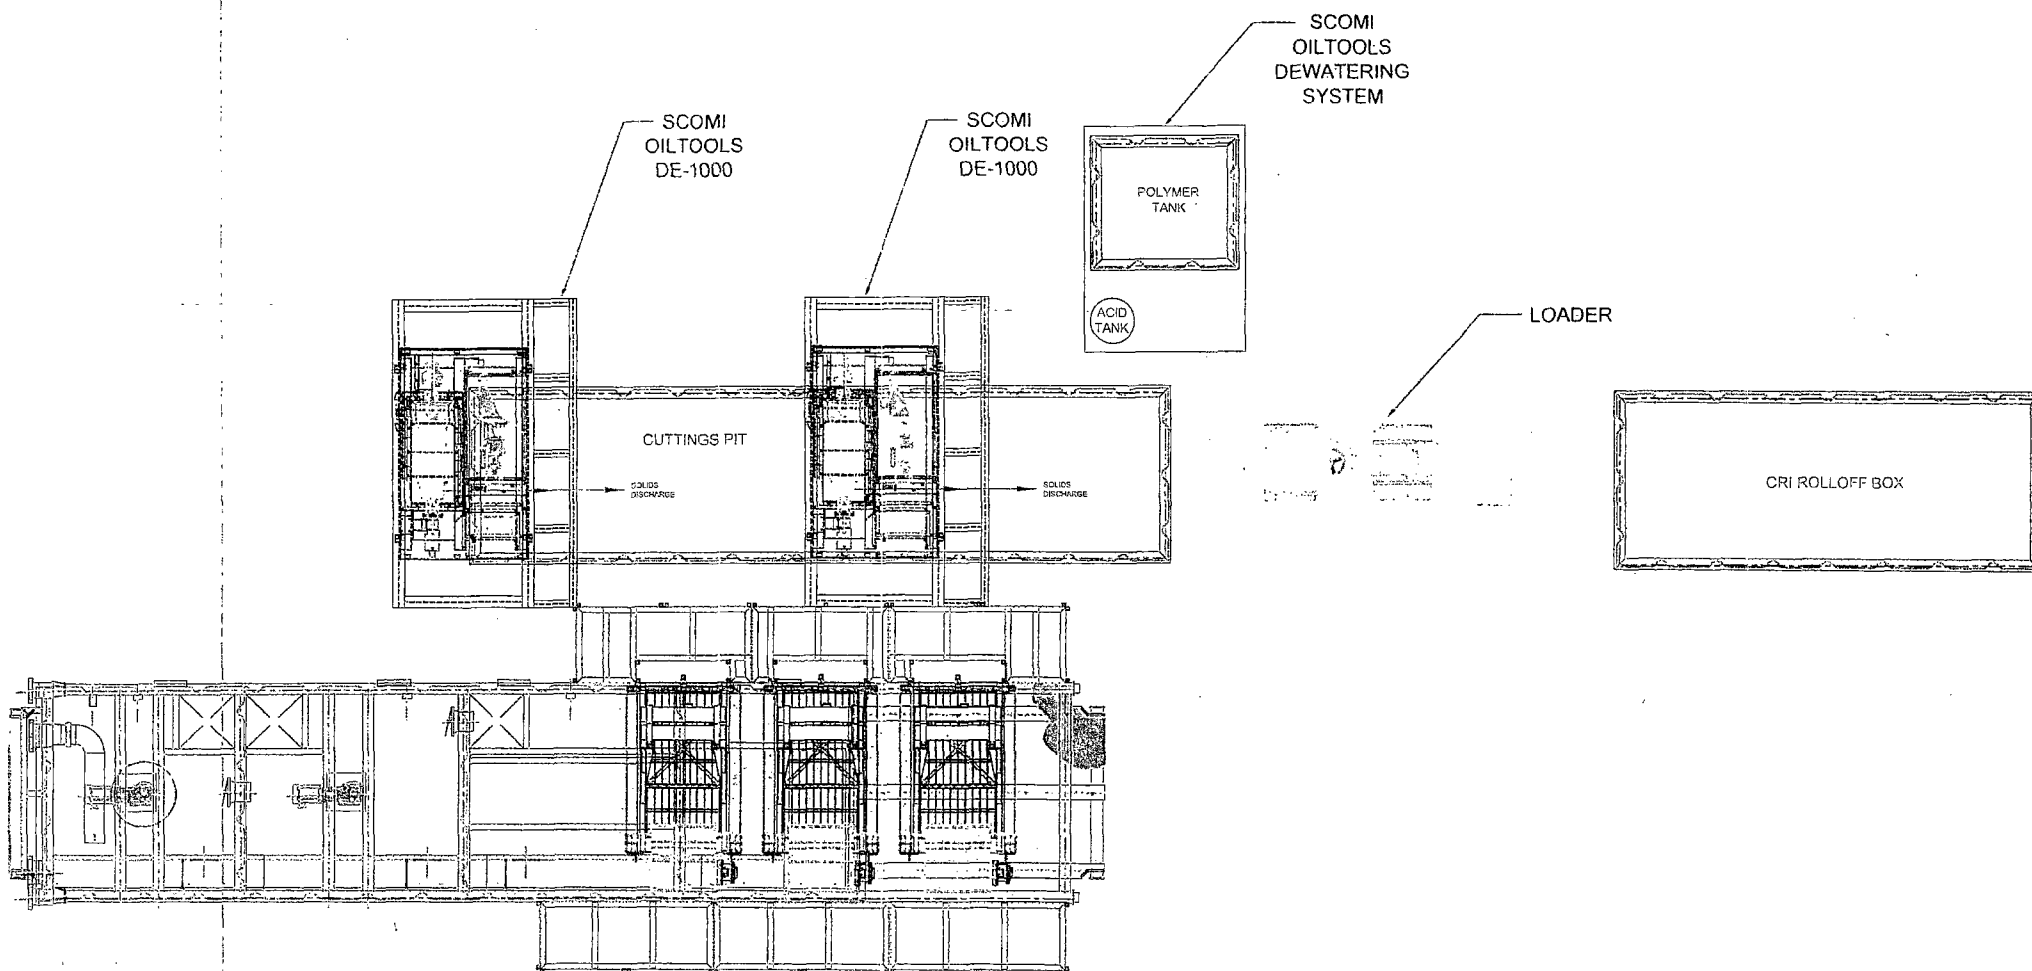 SCOMI
OILTOOLS
DEWATERING
SYSTEM
SCOMI
OILTOOLS
DE-1000
SCOMI
OILTOOLS
DE-1000
POLYMER
TANK
ACID
TANK
LOADER
CUTTINGS PIT
SOLIDS
DISCHARGE
SOLIDS
DISCHARGE
CRI ROLLOFF BOX